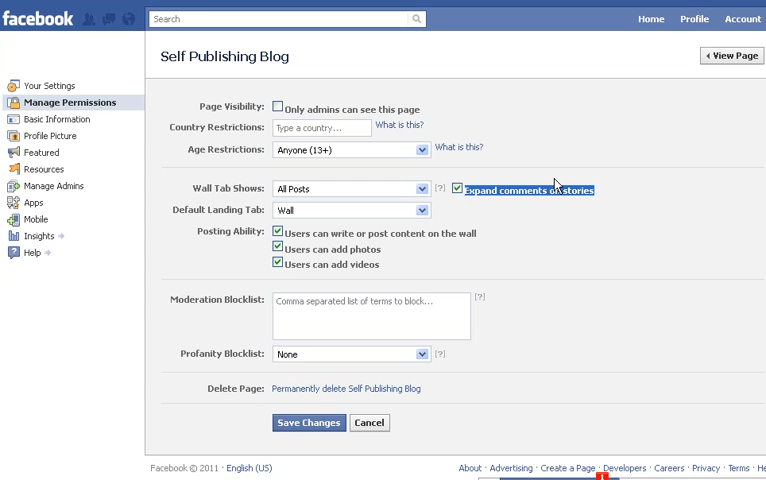 facebook
Search
Home Profile Account
Self Publishing Blog
View Page
Your Settings
Manage Permissions
Basic Information
Profile Picture
Featured
Resources
Manage Admins
Apps
Mobile
Insights
Help
Page Visibility: Only admins can see this page
Country Restrictions: Type a country... What is this?
Age Restrictions: Anyone (13+) What is this?
Wall Tab Shows: All Posts [?] Expand comments on stories
Default Landing Tab: Wall
Posting Ability: Users can write or post content on the wall
Users can add photos
Users can add videos
Moderation Blocklist: Comma separated list of terms to block... [?]
Profanity Blocklist: None [?]
Delete Page: Permanently delete Self Publishing Blog
Save Changes Cancel
Facebook © 2011 · English (US)
About · Advertising · Create a Page · Developers · Careers · Privacy · Terms · He